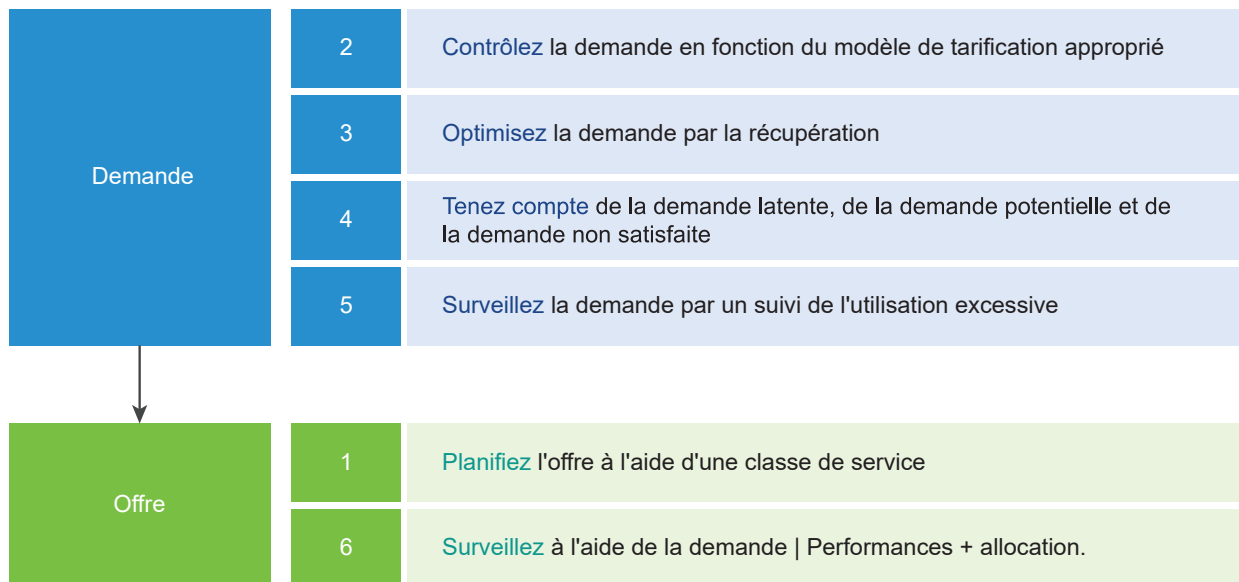 Demande
2
Contrôlez la demande en fonction du modèle de tarification approprié
3
Optimisez la demande par la récupération
4
Tenez compte de la demande latente, de la demande potentielle et de
la demande non satisfaite
5
Surveillez la demande par un suivi de l'utilisation excessive
Offre
1
Planifiez l'offre à l'aide d'une classe de service
6
Surveillez à l'aide de la demande | Performances + allocation.